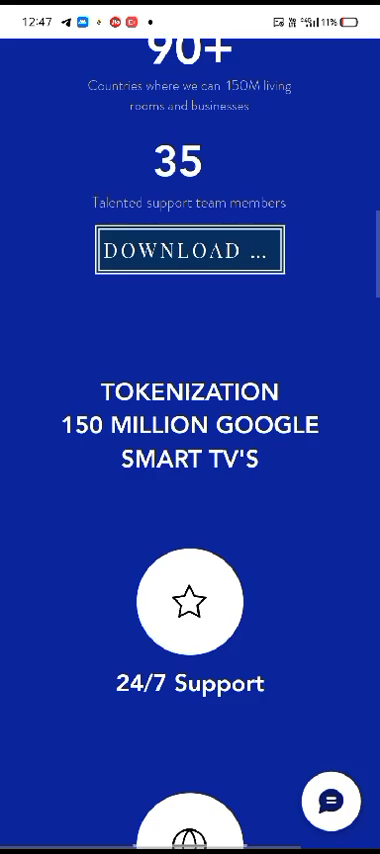 12:47
11%
90+
Countries where we can 150M living
rooms and businesses
35
Talented support team members
DOWNLOAD ...
TOKENIZATION
150 MILLION GOOGLE
SMART TV'S
24/7 Support